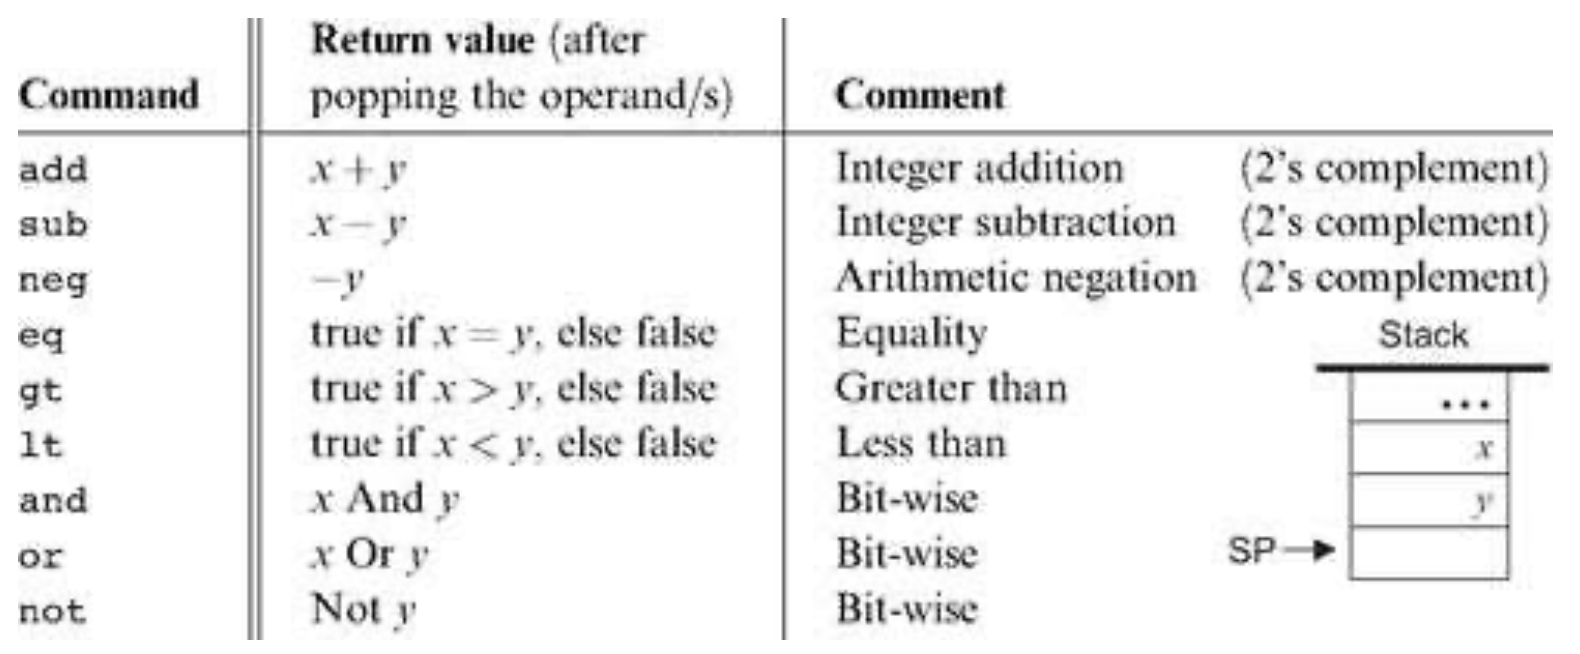 Command Return value (after popping the operand/s) Comment
add x + y Integer addition (2's complement)
sub x − y Integer subtraction (2's complement)
neg −y Arithmetic negation (2's complement)
eq true if x = y, else false Equality
gt true if x > y, else false Greater than
lt true if x < y, else false Less than
and x And y Bit-wise
or x Or y Bit-wise
not Not y Bit-wise
Stack
...
x
y
SP